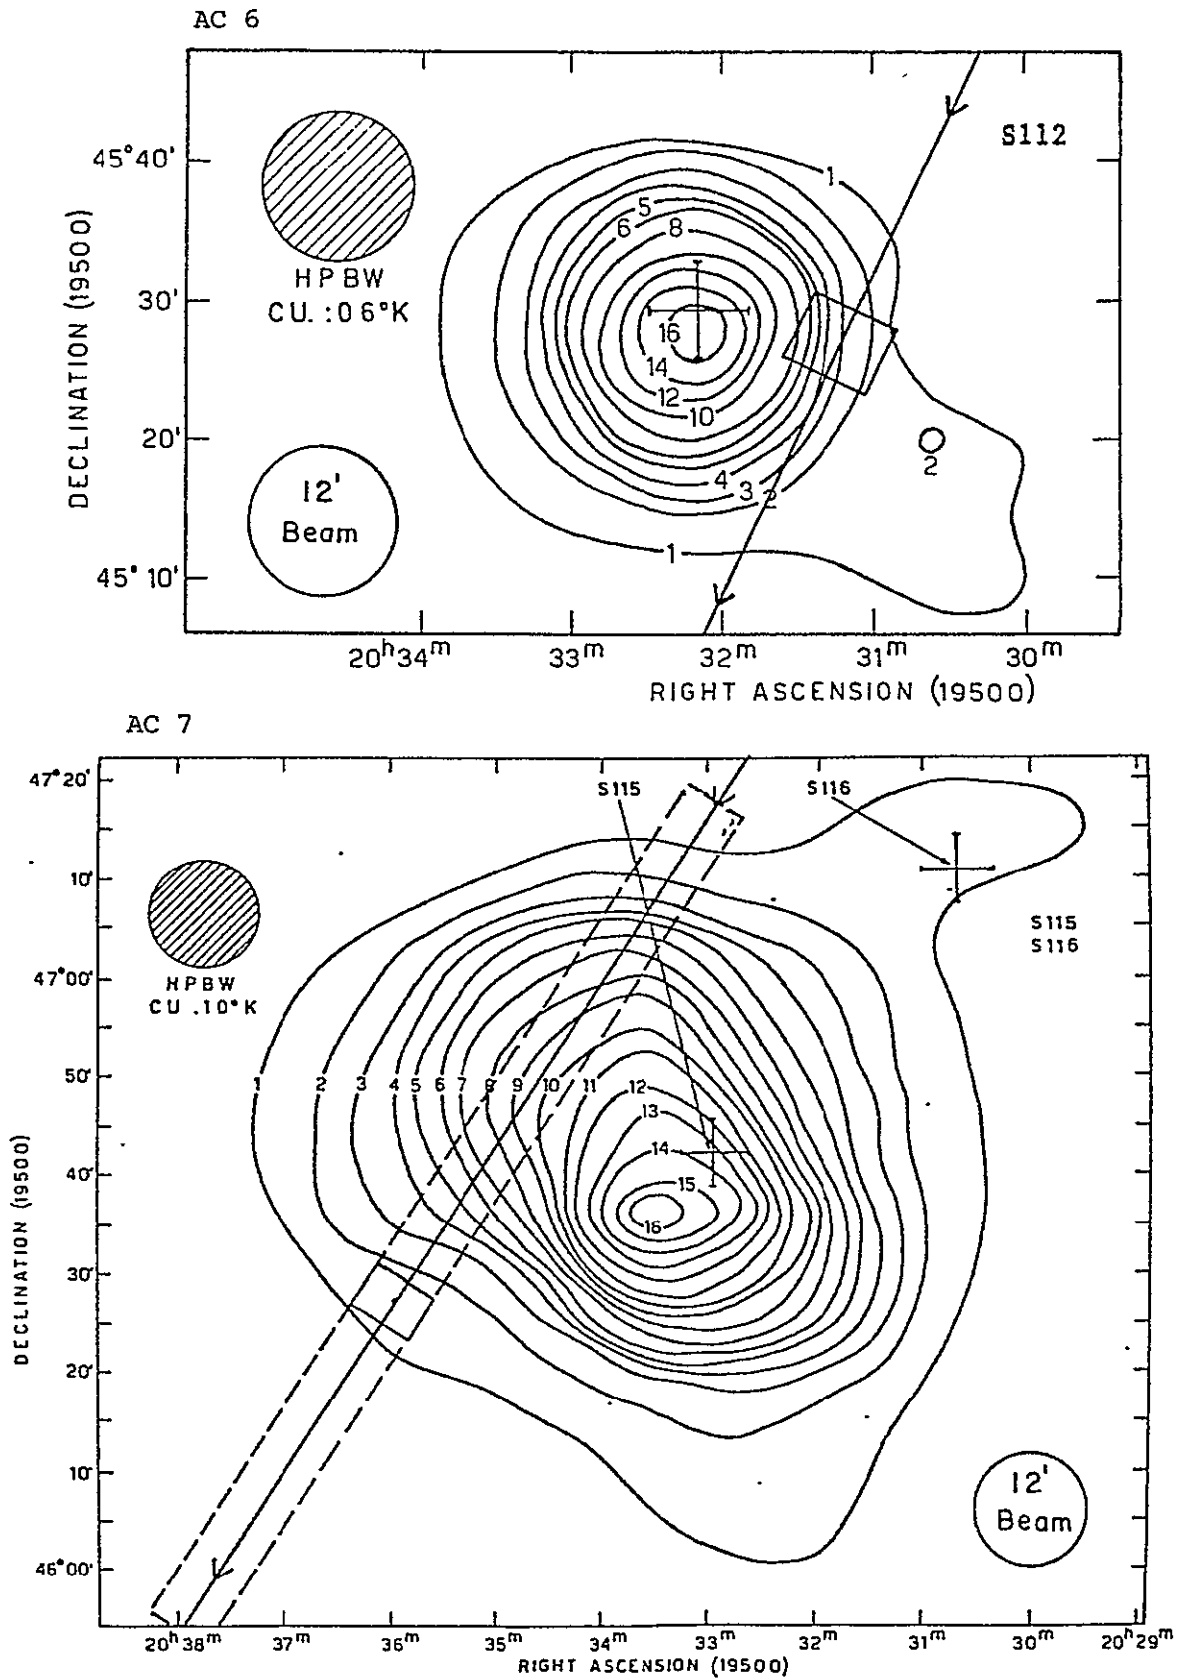 AC 6
S112
45°40'
30'
20'
45°10'
DECLINATION (19500)
HPBW
CU. :06°K
12'
Beam
1
5
6
8
16
14
12
10
4
3
2
1
2
20ʰ34ᵐ
33ᵐ
32ᵐ
31ᵐ
30ᵐ
RIGHT ASCENSION (19500)
AC 7
47°20'
10'
47°00'
50'
40'
30'
20'
10'
46°00'
DECLINATION (19500)
S115
S116
S115
S116
HPBW
CU .10°K
1 2 3 4 5 6 7 8 9 10 11 12
13
14
15
16
12'
Beam
20ʰ38ᵐ
37ᵐ
36ᵐ
35ᵐ
34ᵐ
33ᵐ
32ᵐ
31ᵐ
30ᵐ
20ʰ29ᵐ
RIGHT ASCENSION (19500)